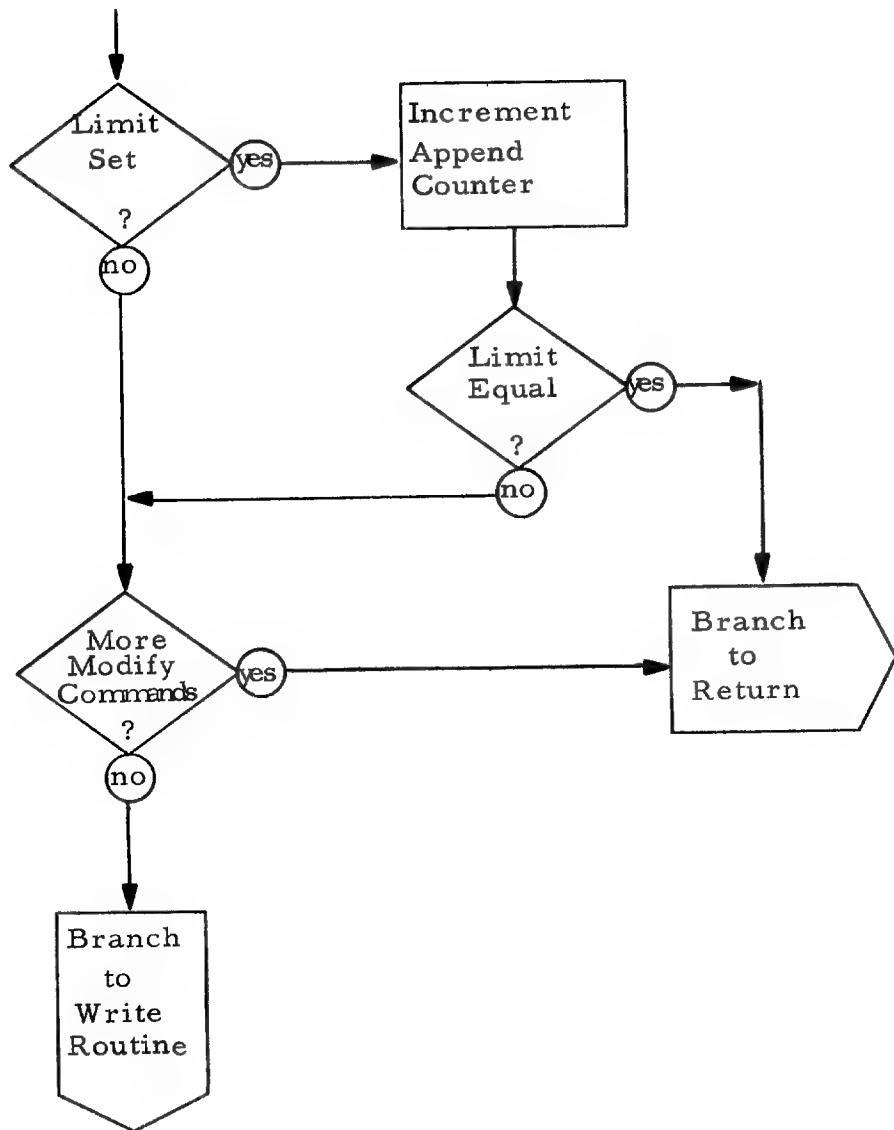 Limit
Set
?
yes
no
Increment
Append
Counter
Limit
Equal
?
yes
no
More
Modify
Commands
?
yes
no
Branch
to
Return
Branch
to
Write
Routine